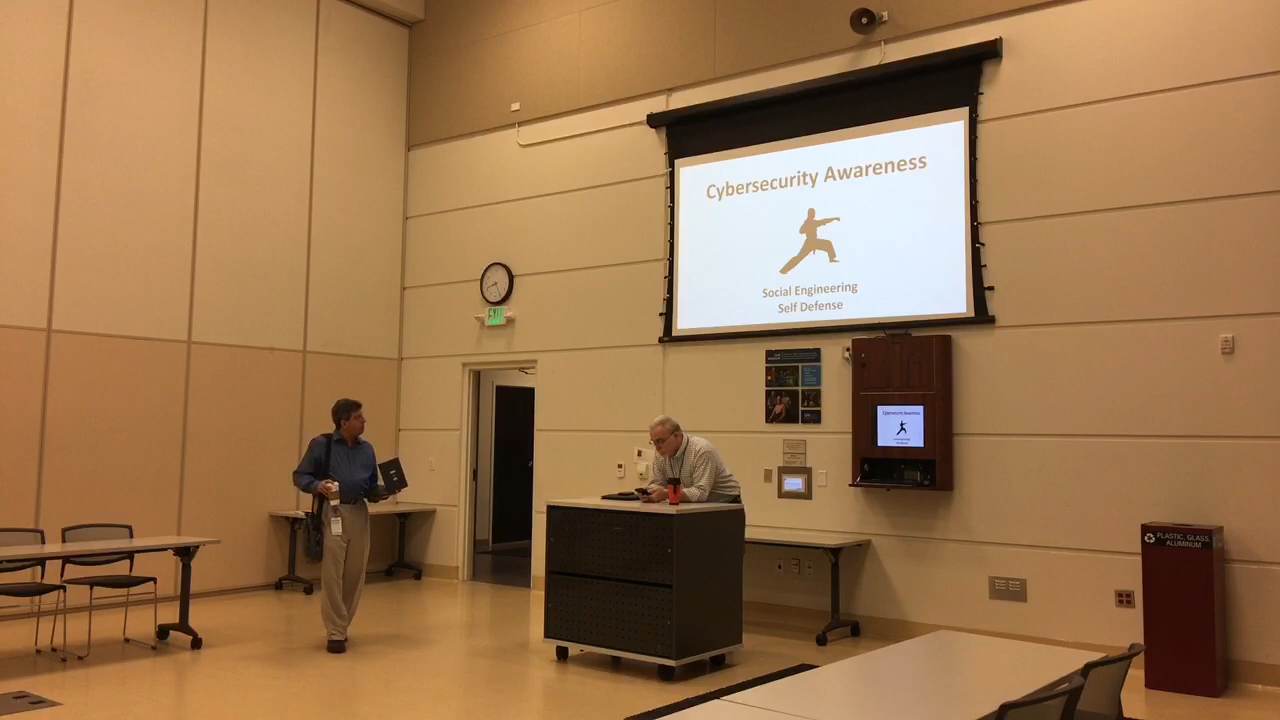 Cybersecurity Awareness
Social Engineering
Self Defense
EXIT
Cybersecurity Awareness
PLASTIC, GLASS,
ALUMINUM